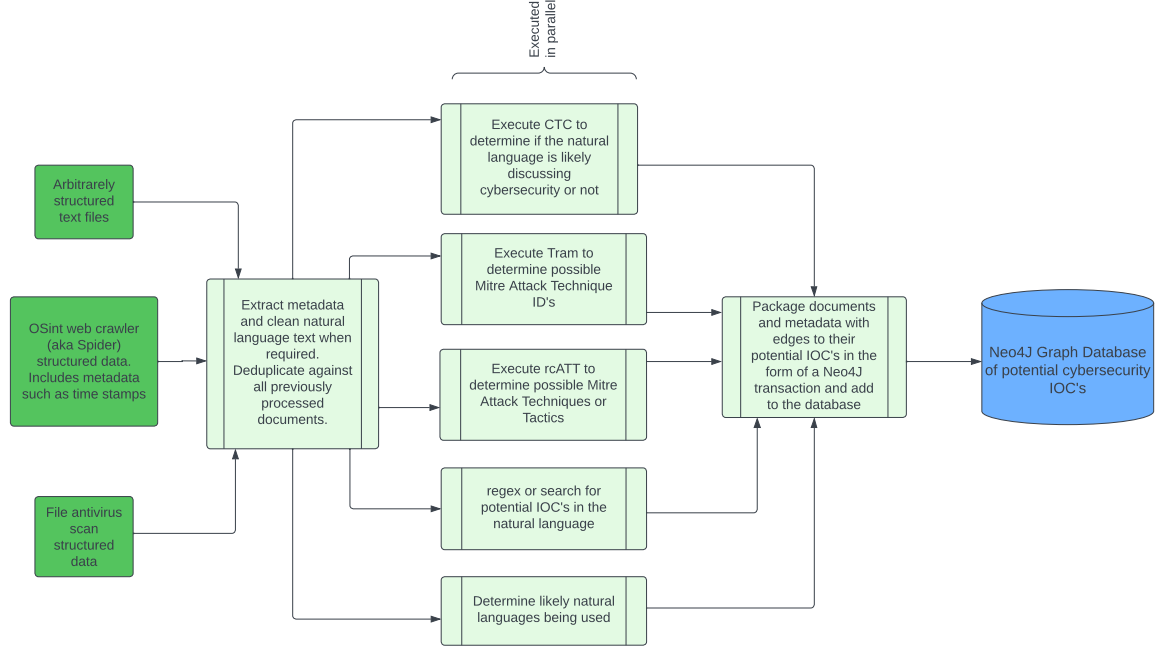 Executed
in parallel
Execute CTC to
determine if the natural
language is likely
discussing
cybersecurity or not
Arbitrarely
structured
text files
Execute Tram to
determine possible
Mitre Attack Technique
ID's
OSint web crawler
(aka Spider)
structured data.
Includes metadata
such as time stamps
Extract metadata
and clean natural
language text when
required.
Deduplicate against
all previously
processed
documents.
Execute rcATT to
determine possible Mitre
Attack Techniques or
Tactics
Package documents
and metadata with
edges to their
potential IOC's in the
form of a Neo4J
transaction and add
to the database
Neo4J Graph Database
of potential cybersecurity
IOC's
File antivirus
scan
structured
data
regex or search for
potential IOC's in the
natural language
Determine likely natural
languages being used